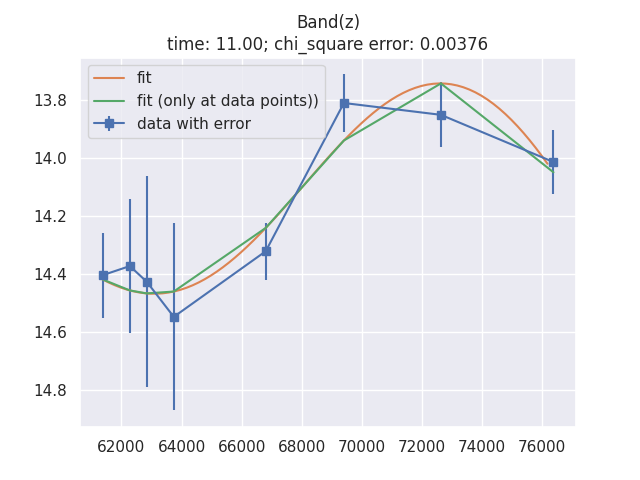 Band(z)
time: 11.00; chi_square error: 0.00376
fit
fit (only at data points))
data with error
13.8
14.0
14.2
14.4
14.6
14.8
62000 64000 66000 68000 70000 72000 74000 76000